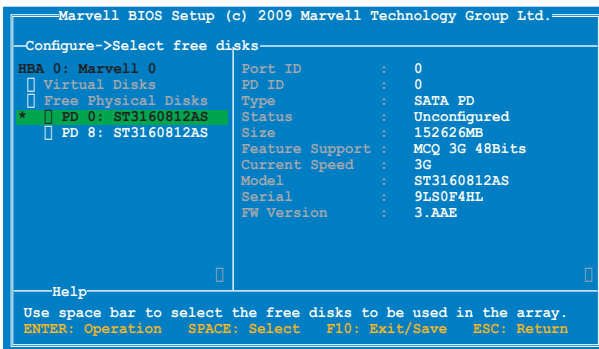 Marvell BIOS Setup (c) 2009 Marvell Technology Group Ltd.
Configure->Select free disks
HBA 0: Marvell 0
Virtual Disks
Free Physical Disks
* PD 0: ST3160812AS
PD 8: ST3160812AS
Port ID : 0
PD ID : 0
Type : SATA PD
Status : Unconfigured
Size : 152626MB
Feature Support : MCQ 3G 48Bits
Current Speed : 3G
Model : ST3160812AS
Serial : 9LS0F4HL
FW Version : 3.AAE
Help
Use space bar to select the free disks to be used in the array.
ENTER: Operation SPACE: Select F10: Exit/Save ESC: Return